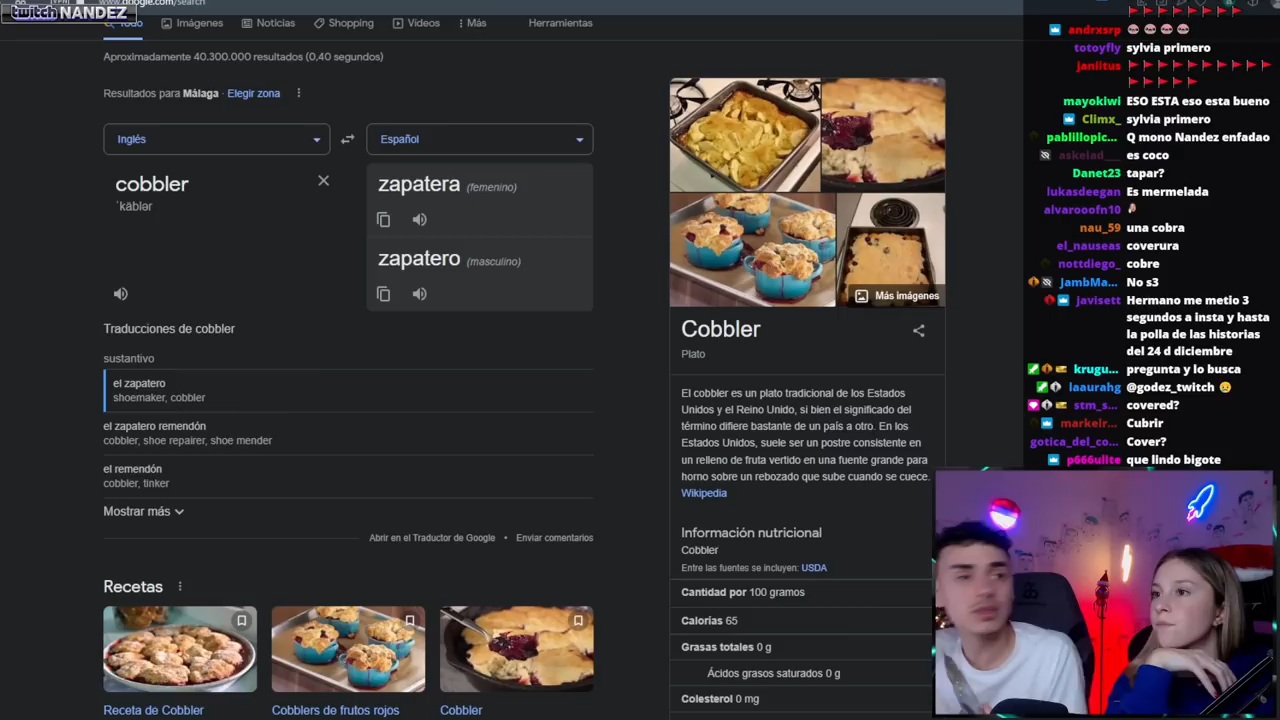 twitch NANDEZ
www.google.com/search
Todo
Imágenes
Noticias
Shopping
Vídeos
Más
Herramientas
Aproximadamente 40.300.000 resultados (0,40 segundos)
Resultados para Málaga · Elegir zona
Inglés
Español
cobbler
ˈkäblər
zapatera (femenino)
zapatero (masculino)
Traducciones de cobbler
sustantivo
el zapatero
shoemaker, cobbler
el zapatero remendón
cobbler, shoe repairer, shoe mender
el remendón
cobbler, tinker
Mostrar más
Abrir en el Traductor de Google • Enviar comentarios
Recetas
Receta de Cobbler
Cobblers de frutos rojos
Cobbler
Más imágenes
Cobbler
Plato
El cobbler es un plato tradicional de los Estados
Unidos y el Reino Unido, si bien el significado del
término difiere bastante de un país a otro. En los
Estados Unidos, suele ser un postre consistente en
un relleno de fruta vertido en una fuente grande para
horno sobre un rebozado que sube cuando se cuece.
Wikipedia
Información nutricional
Cobbler
Entre las fuentes se incluyen: USDA
Cantidad por 100 gramos
Calorías 65
Grasas totales 0 g
Ácidos grasos saturados 0 g
Colesterol 0 mg
andrxsrp
totoyfly sylvia primero
janlitus
mayokiwi ESO ESTA eso esta bueno
Climx_ sylvia primero
pablillopic... Q mono Nandez enfadao
askelad___ es coco
Danet23 tapar?
lukasdeegan Es mermelada
alvarooofn10
nau_59 una cobra
el_nauseas coverura
nottdiego_ cobre
JambMa... No s3
javisett Hermano me metio 3
segundos a insta y hasta
la polla de las historias
del 24 d diciembre
krugu... pregunta y lo busca
laaurahg @godez_twitch
stm_s... covered?
markelr... Cubrir
gotica_del_co... Cover?
p666ulite que lindo bigote